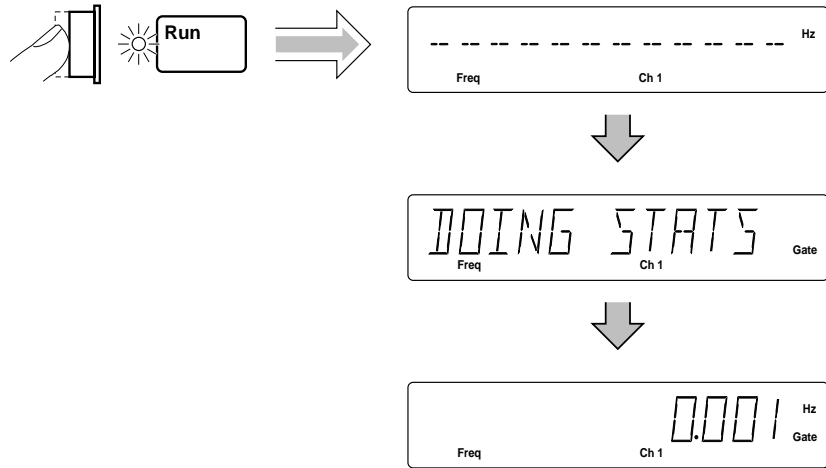 Run
-- -- -- -- -- -- -- -- -- -- -- -- Hz
Freq Ch 1
DOING STATS Gate
Freq Ch 1
0.001 Hz
Gate
Freq Ch 1